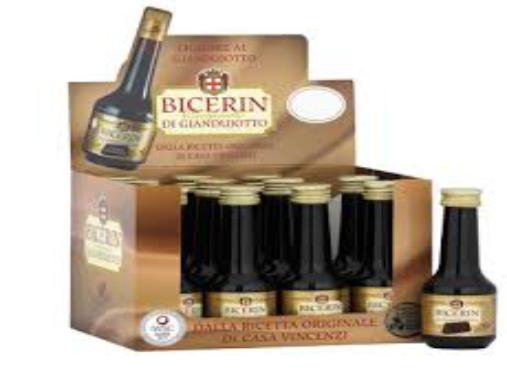 LIQUORE AL
GIANDUIOTTO
BICERIN
DI GIANDUIOTTO
DALLA RICETTA ORIGINALE
DI CASA VINCENZI
BICERIN
BICERIN
BICERIN
BICERIN
BICERIN
DALLA RICETTA ORIGINALE
DI CASA VINCENZI